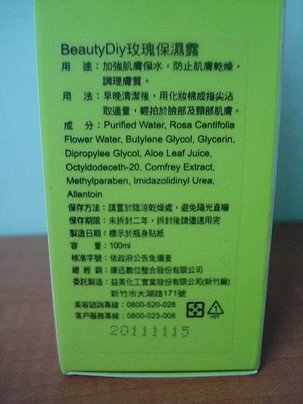 BeautyDiy玫瑰保濕露
用　途：加強肌膚保水，防止肌膚乾燥，
調理膚質。
用　法：早晚清潔後，用化妝棉或指尖沾
取適量，輕拍於臉部及頸部肌膚。
成　分：Purified Water, Rosa Centifolia
Flower Water, Butylene Glycol, Glycerin,
Dipropylee Glycol, Aloe Leaf Juice,
Octyldodeceth-20, Comfrey Extract,
Methylparaben, Imidazolidinyl Urea,
Allantoin
保存方法：請置於陰涼乾燥處，避免陽光直曬
保存期限：未拆封二年，拆封後請儘速用完
製造日期：標示於瓶身貼紙
容　　量：100ml
核准字號：依政府公告免備查
總 經 銷：康迅數位整合股份有限公司
委託製造：益美化工實業股份有限公司(新竹廠)
新竹市大湖路171號
美容諮詢專線：0800-520-028
客戶服務專線：0800-023-008
20111115